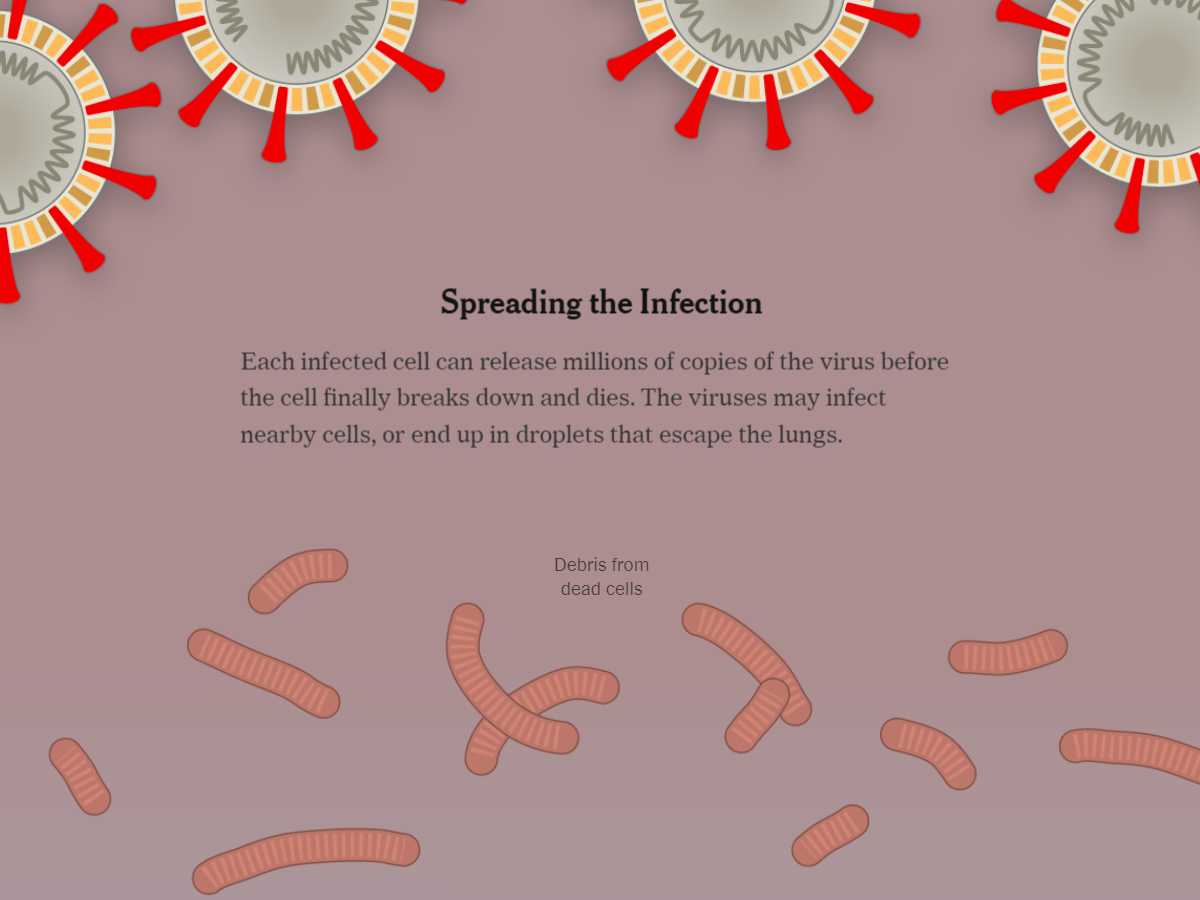 Spreading the Infection
Each infected cell can release millions of copies of the virus before
the cell finally breaks down and dies. The viruses may infect
nearby cells, or end up in droplets that escape the lungs.
Debris from
dead cells